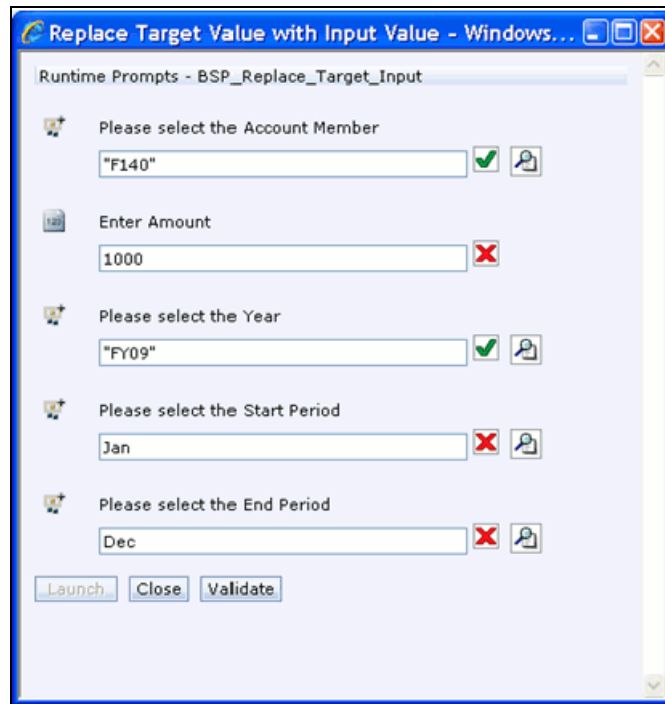 Replace Target Value with Input Value - Windows...
Runtime Prompts - BSP_Replace_Target_Input
Please select the Account Member
"F140"
123
Enter Amount
1000
Please select the Year
"FY09"
Please select the Start Period
Jan
Please select the End Period
Dec
Launch Close Validate